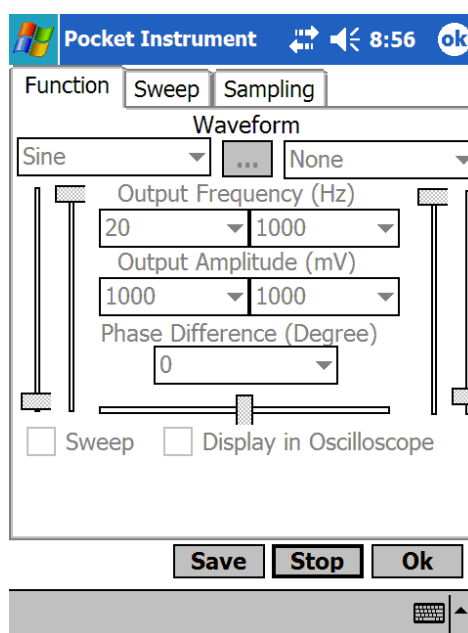 Pocket Instrument 8:56 ok
Function Sweep Sampling
Waveform
Sine ... None
Output Frequency (Hz)
20 1000
Output Amplitude (mV)
1000 1000
Phase Difference (Degree)
0
Sweep Display in Oscilloscope
Save Stop Ok